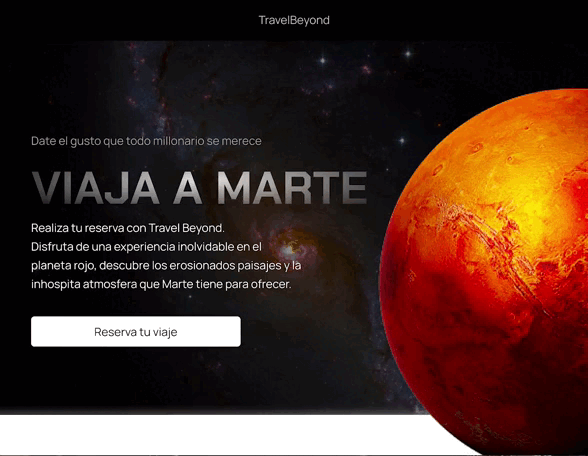 TravelBeyond
Date el gusto que todo millonario se merece
VIAJA A MARTE
Realiza tu reserva con Travel Beyond.
Disfruta de una experiencia inolvidable en el
planeta rojo, descubre los erosionados paisajes y la
inhospita atmosfera que Marte tiene para ofrecer.
Reserva tu viaje